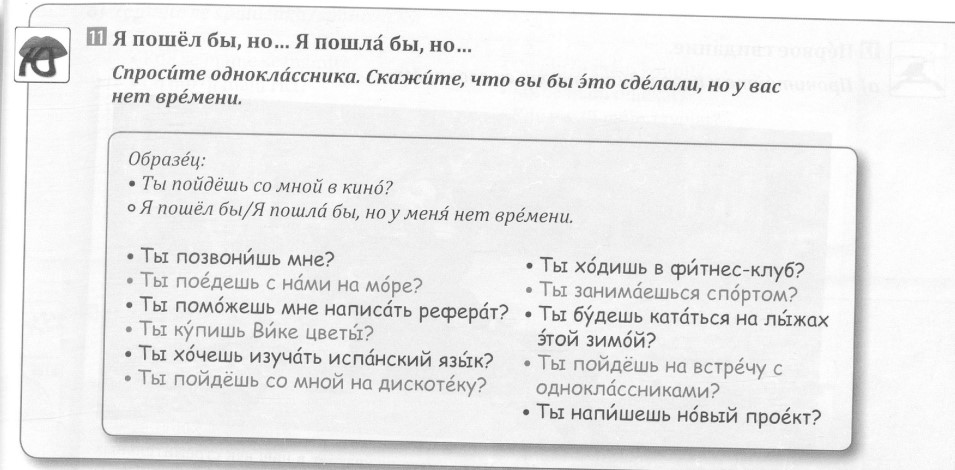 11 Я пошёл бы, но... Я пошла́ бы, но...
Спроси́те однокла́ссника. Скажи́те, что вы бы э́то сде́лали, но у вас
нет вре́мени.
Образе́ц:
• Ты пойдёшь со мной в кино́?
○ Я пошёл бы/Я пошла́ бы, но у меня́ нет вре́мени.
• Ты позвони́шь мне?
• Ты пое́дешь с на́ми на мо́ре?
• Ты помо́жешь мне написа́ть рефера́т?
• Ты ку́пишь Ви́ке цветы́?
• Ты хо́чешь изуча́ть испа́нский язы́к?
• Ты пойдёшь со мной на дискоте́ку?
• Ты хо́дишь в фи́тнес-клуб?
• Ты занима́ешься спо́ртом?
• Ты бу́дешь ката́ться на лы́жах
э́той зимо́й?
• Ты пойдёшь на встре́чу с
однокла́ссниками?
• Ты напи́шешь но́вый прое́кт?